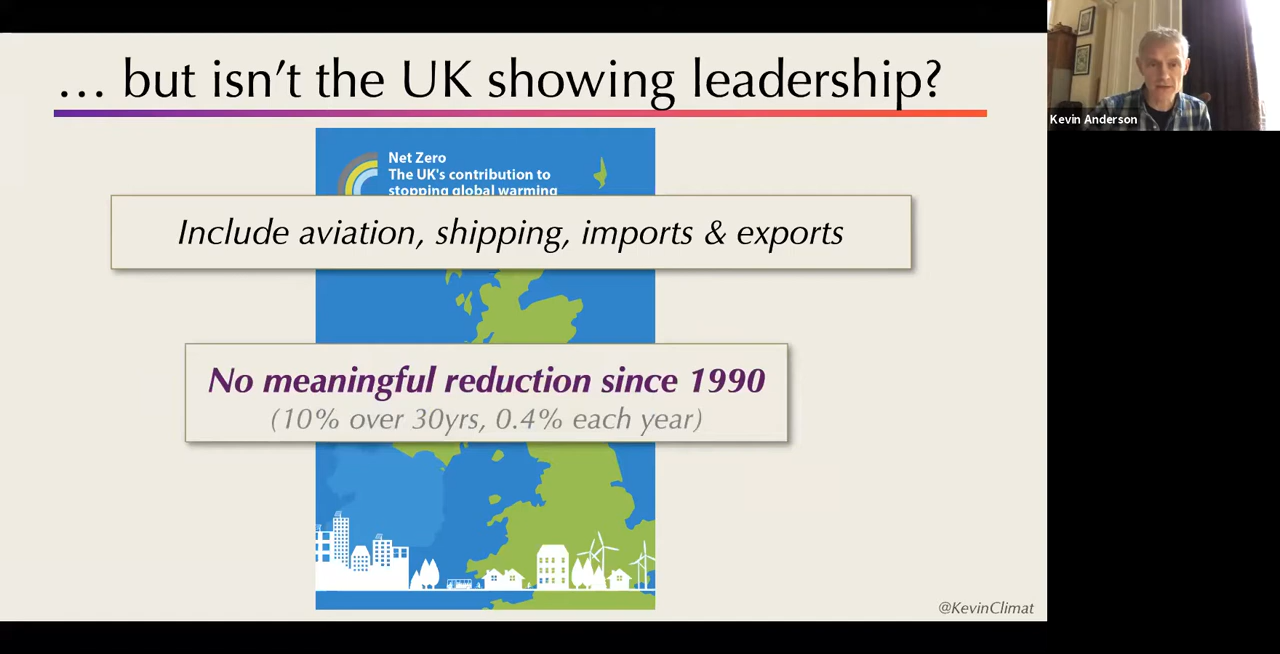 … but isn't the UK showing leadership?
Kevin Anderson
Net Zero
The UK's contribution to
stopping global warming
Include aviation, shipping, imports & exports
No meaningful reduction since 1990
(10% over 30yrs, 0.4% each year)
@KevinClimat